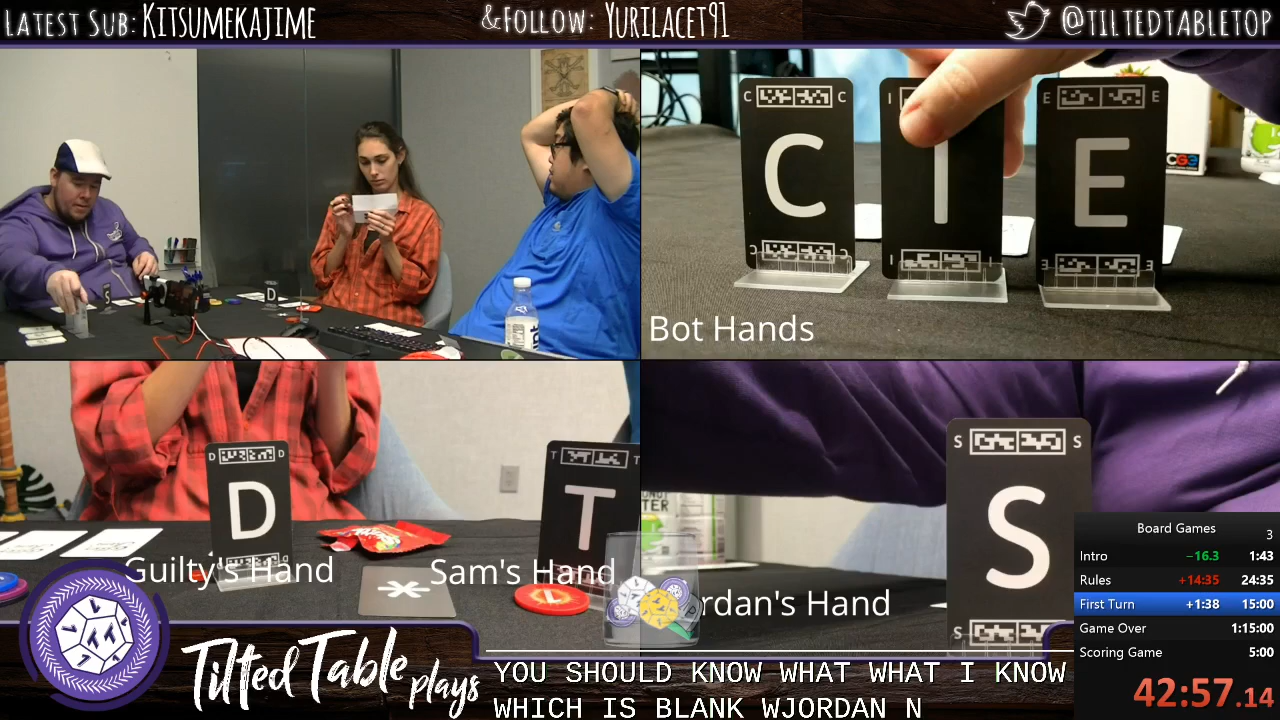 LATEST SUB: KITSUMEKAJIME
&FOLLOW: YURILACET91
@TILTEDTABLETOP
S
D
C C
C
C C
I
I
I I
E E
E
E E
CGE
Bot Hands
D D
D
T T
T
Guilty's Hand
Sam's Hand
*
rdan's Hand
S S
S
S
Board Games
3
Intro −16.3 1:43
Rules +14:35 24:35
First Turn +1:38 15:00
Game Over 1:15:00
Scoring Game 5:00
42:57.14
Tilted Table plays
YOU SHOULD KNOW WHAT WHAT I KNOW
WHICH IS BLANK WJORDAN N